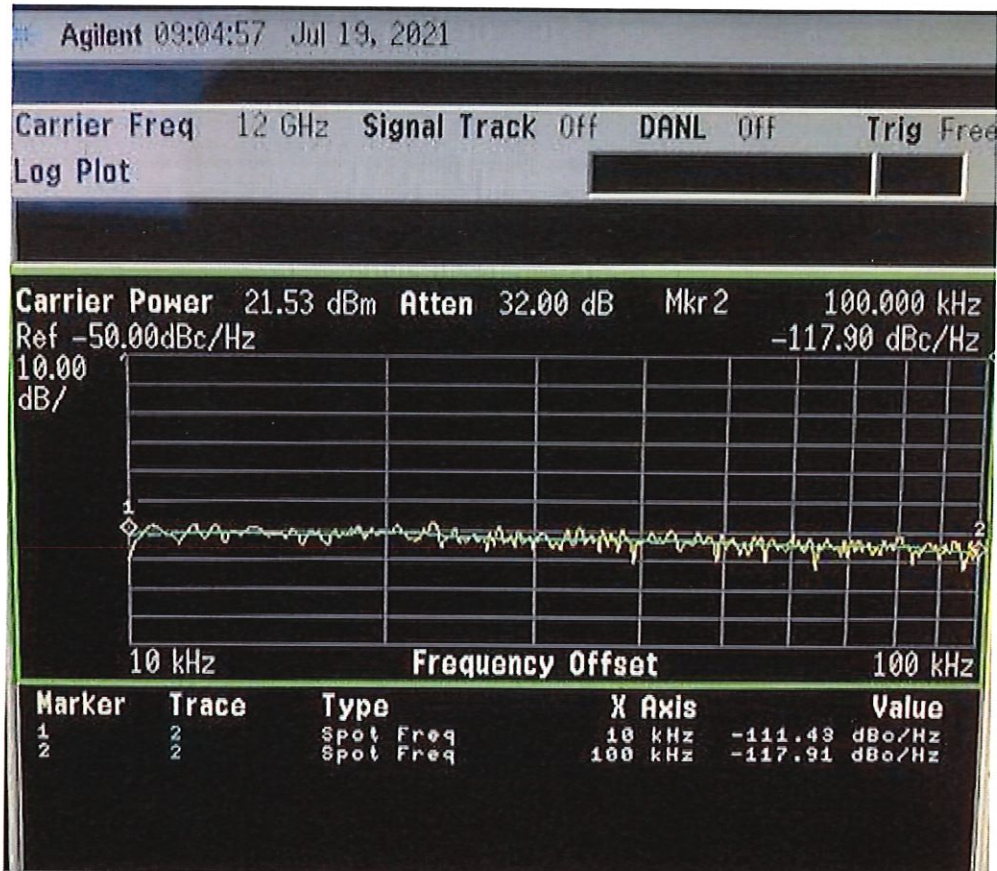 Agilent 09:04:57 Jul 19, 2021
Carrier Freq 12 GHz Signal Track Off DANL Off Trig Free
Log Plot
Carrier Power 21.53 dBm Atten 32.00 dB Mkr 2 100.000 kHz
Ref -50.00dBc/Hz -117.90 dBc/Hz
10.00
dB/
1
2
10 kHz Frequency Offset 100 kHz
Marker Trace Type X Axis Value
1 2 Spot Freq 10 kHz -111.43 dBc/Hz
2 2 Spot Freq 100 kHz -117.91 dBc/Hz